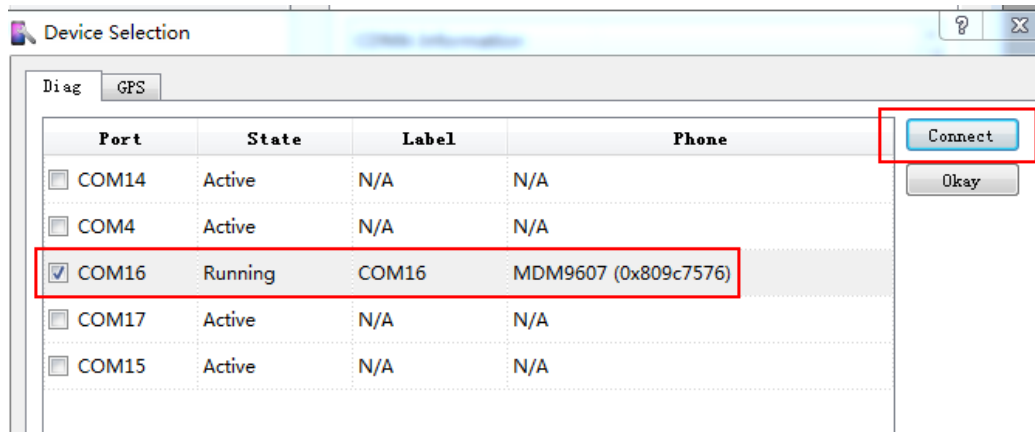 Device Selection
Diag GPS
Port State Label Phone Connect
COM14 Active N/A N/A Okay
COM4 Active N/A N/A
COM16 Running COM16 MDM9607 (0x809c7576)
COM17 Active N/A N/A
COM15 Active N/A N/A